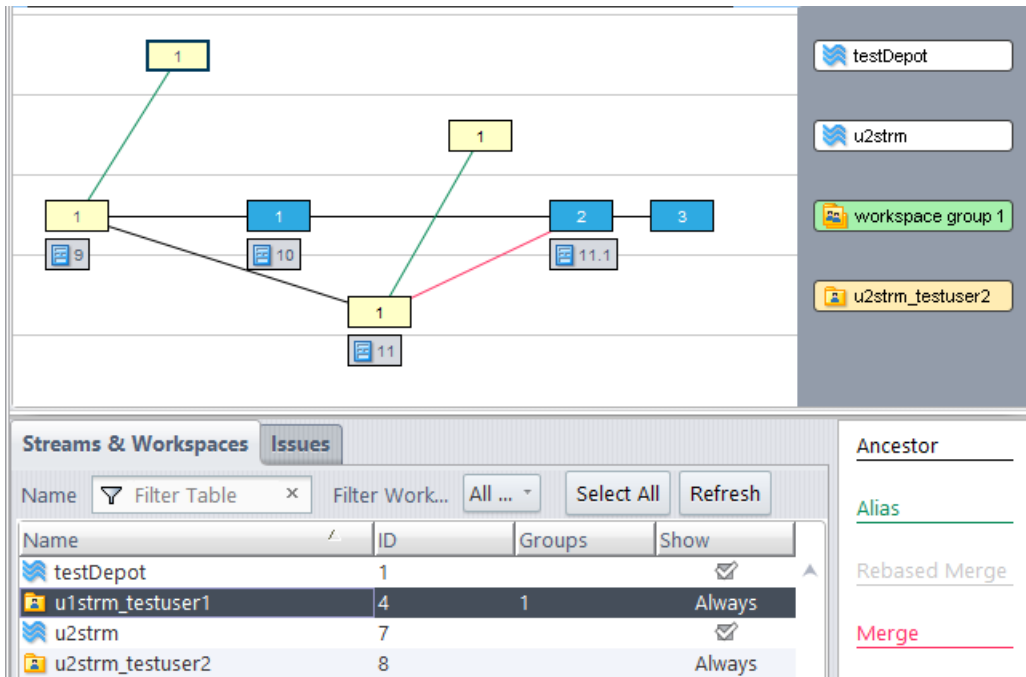 1
testDepot
1
u2strm
1
1
2
3
workspace group 1
9
10
11.1
1
u2strm_testuser2
11
Streams & Workspaces
Issues
Name
Filter Table
×
Filter Work...
All ...
Select All
Refresh
Name
ID
Groups
Show
testDepot
1
u1strm_testuser1
4
1
Always
u2strm
7
u2strm_testuser2
8
Always
Ancestor
Alias
Rebased Merge
Merge